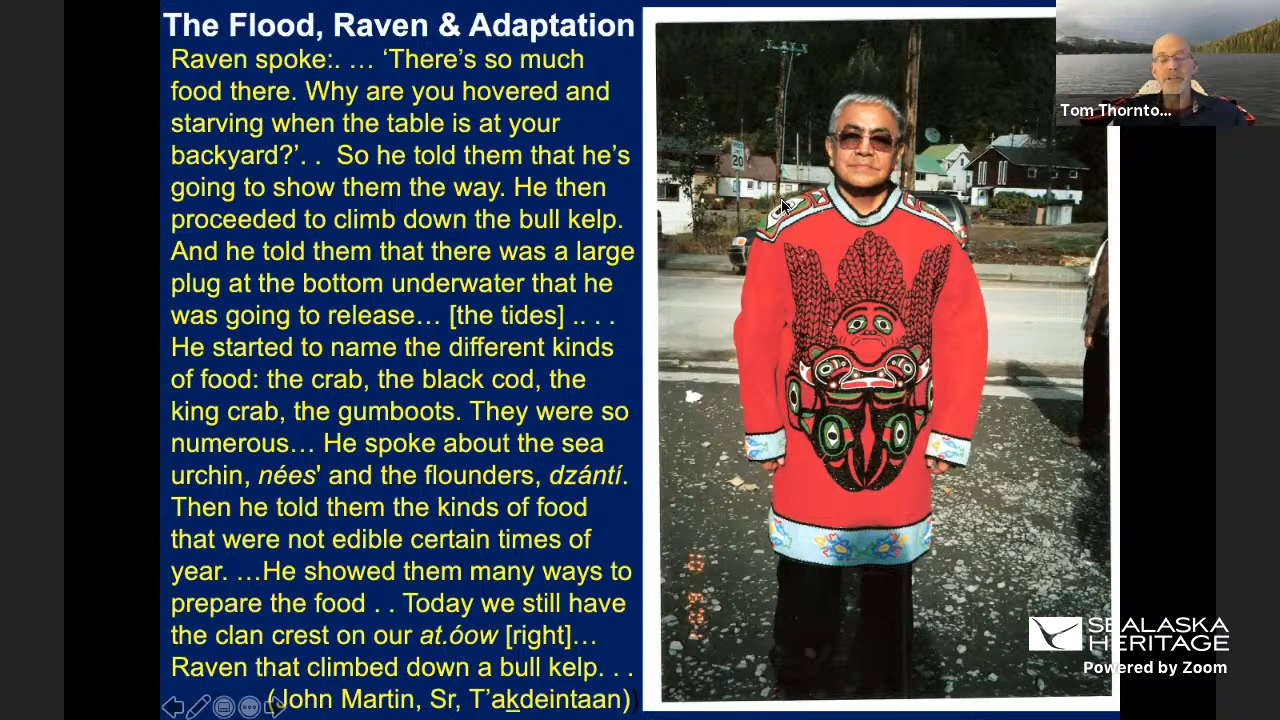 The Flood, Raven & Adaptation
Raven spoke:. … ‘There’s so much
food there. Why are you hovered and
starving when the table is at your
backyard?’. . So he told them that he’s
going to show them the way. He then
proceeded to climb down the bull kelp.
And he told them that there was a large
plug at the bottom underwater that he
was going to release… [the tides] .. . .
He started to name the different kinds
of food: the crab, the black cod, the
king crab, the gumboots. They were so
numerous… He spoke about the sea
urchin, nées' and the flounders, dzántí.
Then he told them the kinds of food
that were not edible certain times of
year. …He showed them many ways to
prepare the food . . Today we still have
the clan crest on our at.óow [right]…
Raven that climbed down a bull kelp. . .
(John Martin, Sr, T’akdeintaan)
20
Tom Thornto...
SEALASKA
HERITAGE
Powered by Zoom